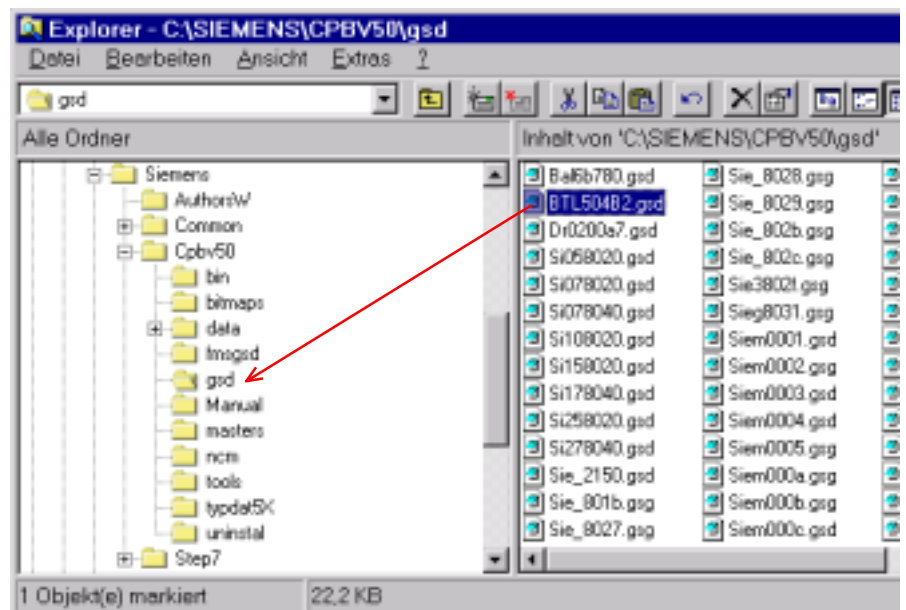 Explorer - C:\SIEMENS\CPBV50\gsd
Datei Bearbeiten Ansicht Extras ?
gsd
Alle Ordner
Inhalt von 'C:\SIEMENS\CPBV50\gsd'
Siemens
AuthorsW
Common
Cpbv50
bin
bitmaps
data
fmsgsd
gsd
Manual
masters
ncm
tools
typdat5X
uninstal
Step7
Bal6b780.gsd
BTL504B2.gsd
Dr0200a7.gsd
Si058020.gsd
Si078020.gsd
Si078040.gsd
Si108020.gsd
Si158020.gsd
Si178040.gsd
Si258020.gsd
Si278040.gsd
Sie_2150.gsd
Sie_801b.gsg
Sie_8027.gsg
Sie_8028.gsg
Sie_8029.gsg
Sie_802b.gsg
Sie_802c.gsg
Sie3802f.gsg
Sieg8031.gsg
Siem0001.gsd
Siem0002.gsg
Siem0003.gsd
Siem0004.gsd
Siem0005.gsg
Siem000a.gsg
Siem000b.gsg
Siem000c.gsd
1 Objekt(e) markiert
22,2 KB